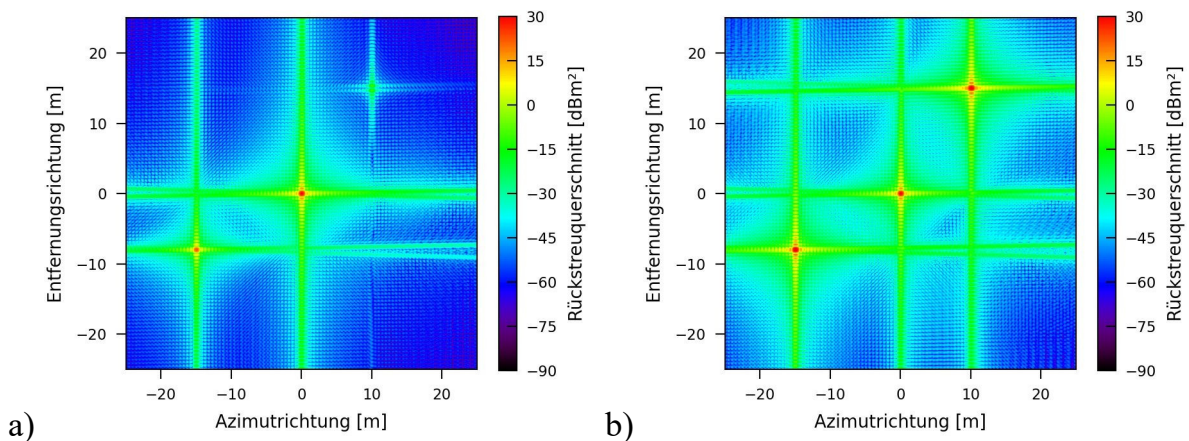 20
10
0
−10
−20
Entfernungsrichtung [m]
−20 −10 0 10 20
Azimutrichtung [m]
30
15
0
−15
−30
−45
−60
−75
−90
Rückstreuquerschnitt [dBm²]
a)
20
10
0
−10
−20
Entfernungsrichtung [m]
−20 −10 0 10 20
Azimutrichtung [m]
30
15
0
−15
−30
−45
−60
−75
−90
Rückstreuquerschnitt [dBm²]
b)